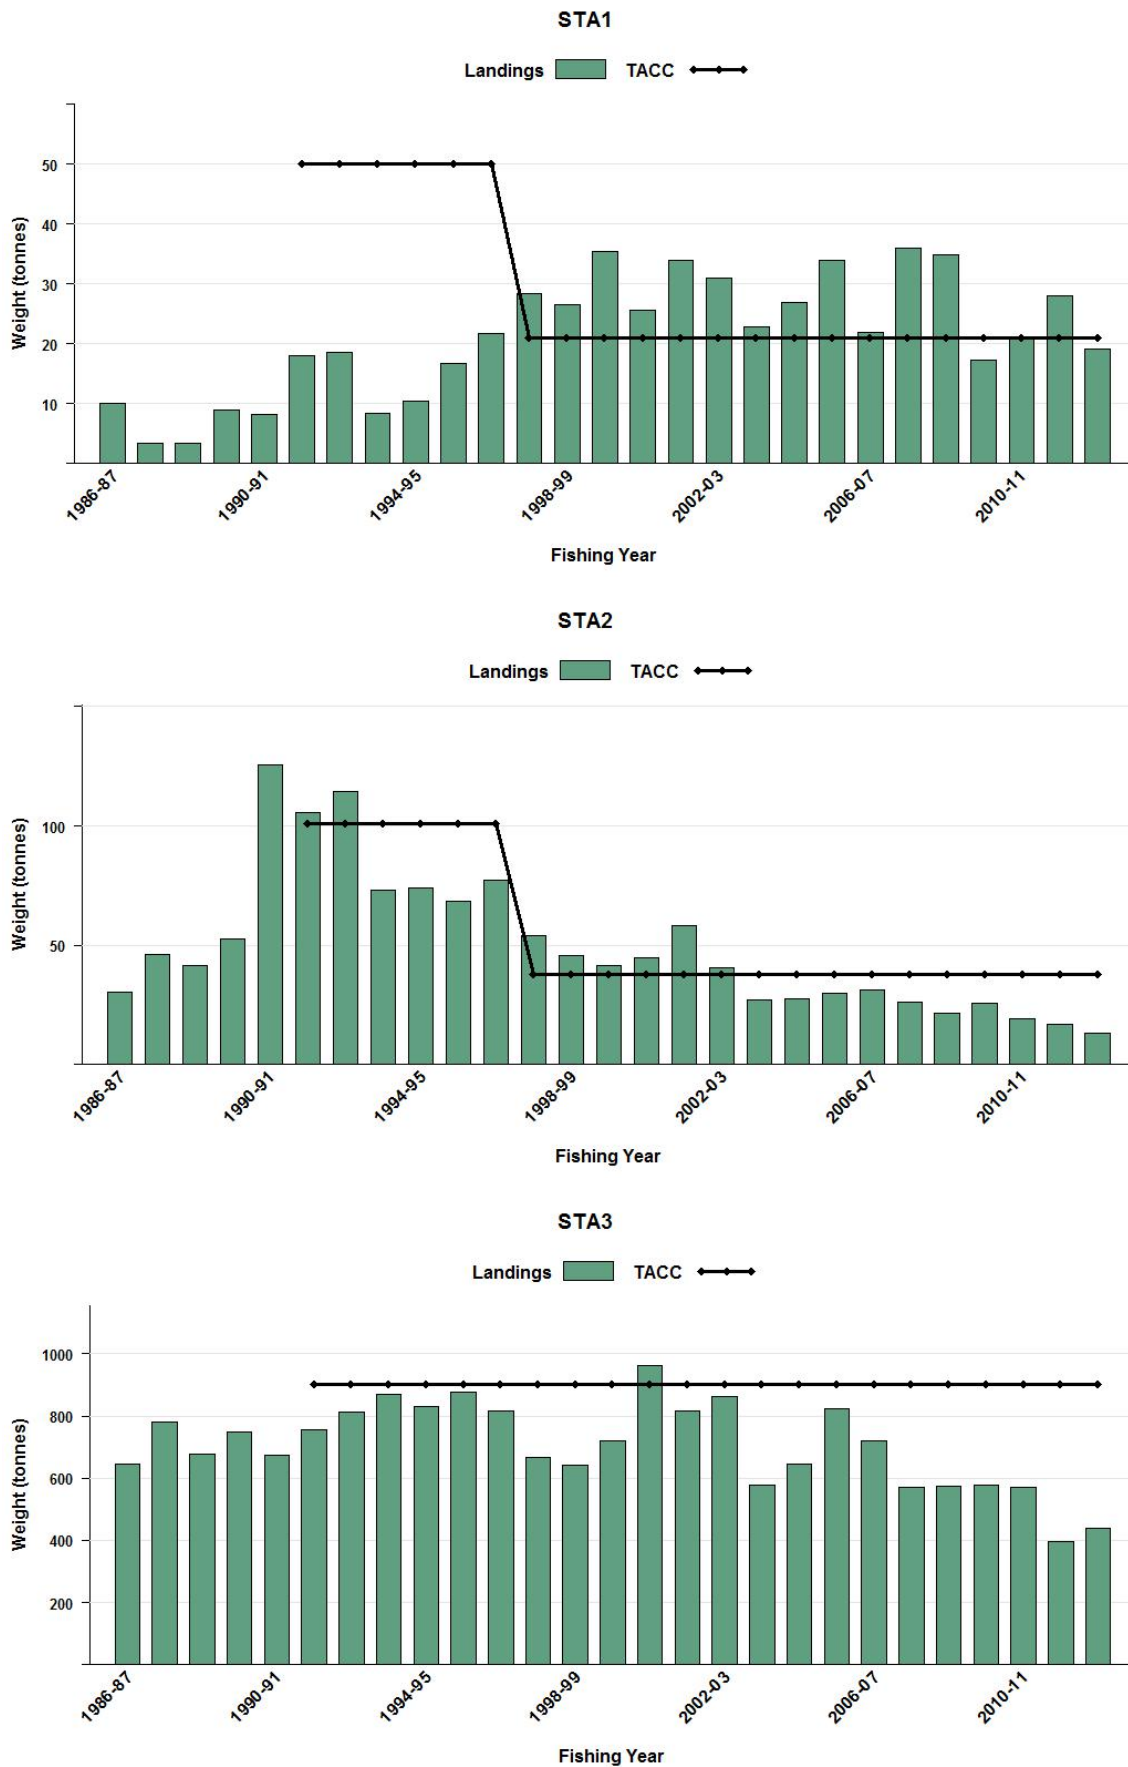 STA1
Landings TACC
50
40
30
20
10
Weight (tonnes)
1986-87 1990-91 1994-95 1998-99 2002-03 2006-07 2010-11
Fishing Year
STA2
Landings TACC
100
50
Weight (tonnes)
1986-87 1990-91 1994-95 1998-99 2002-03 2006-07 2010-11
Fishing Year
STA3
Landings TACC
1000
800
600
400
200
Weight (tonnes)
1986-87 1990-91 1994-95 1998-99 2002-03 2006-07 2010-11
Fishing Year